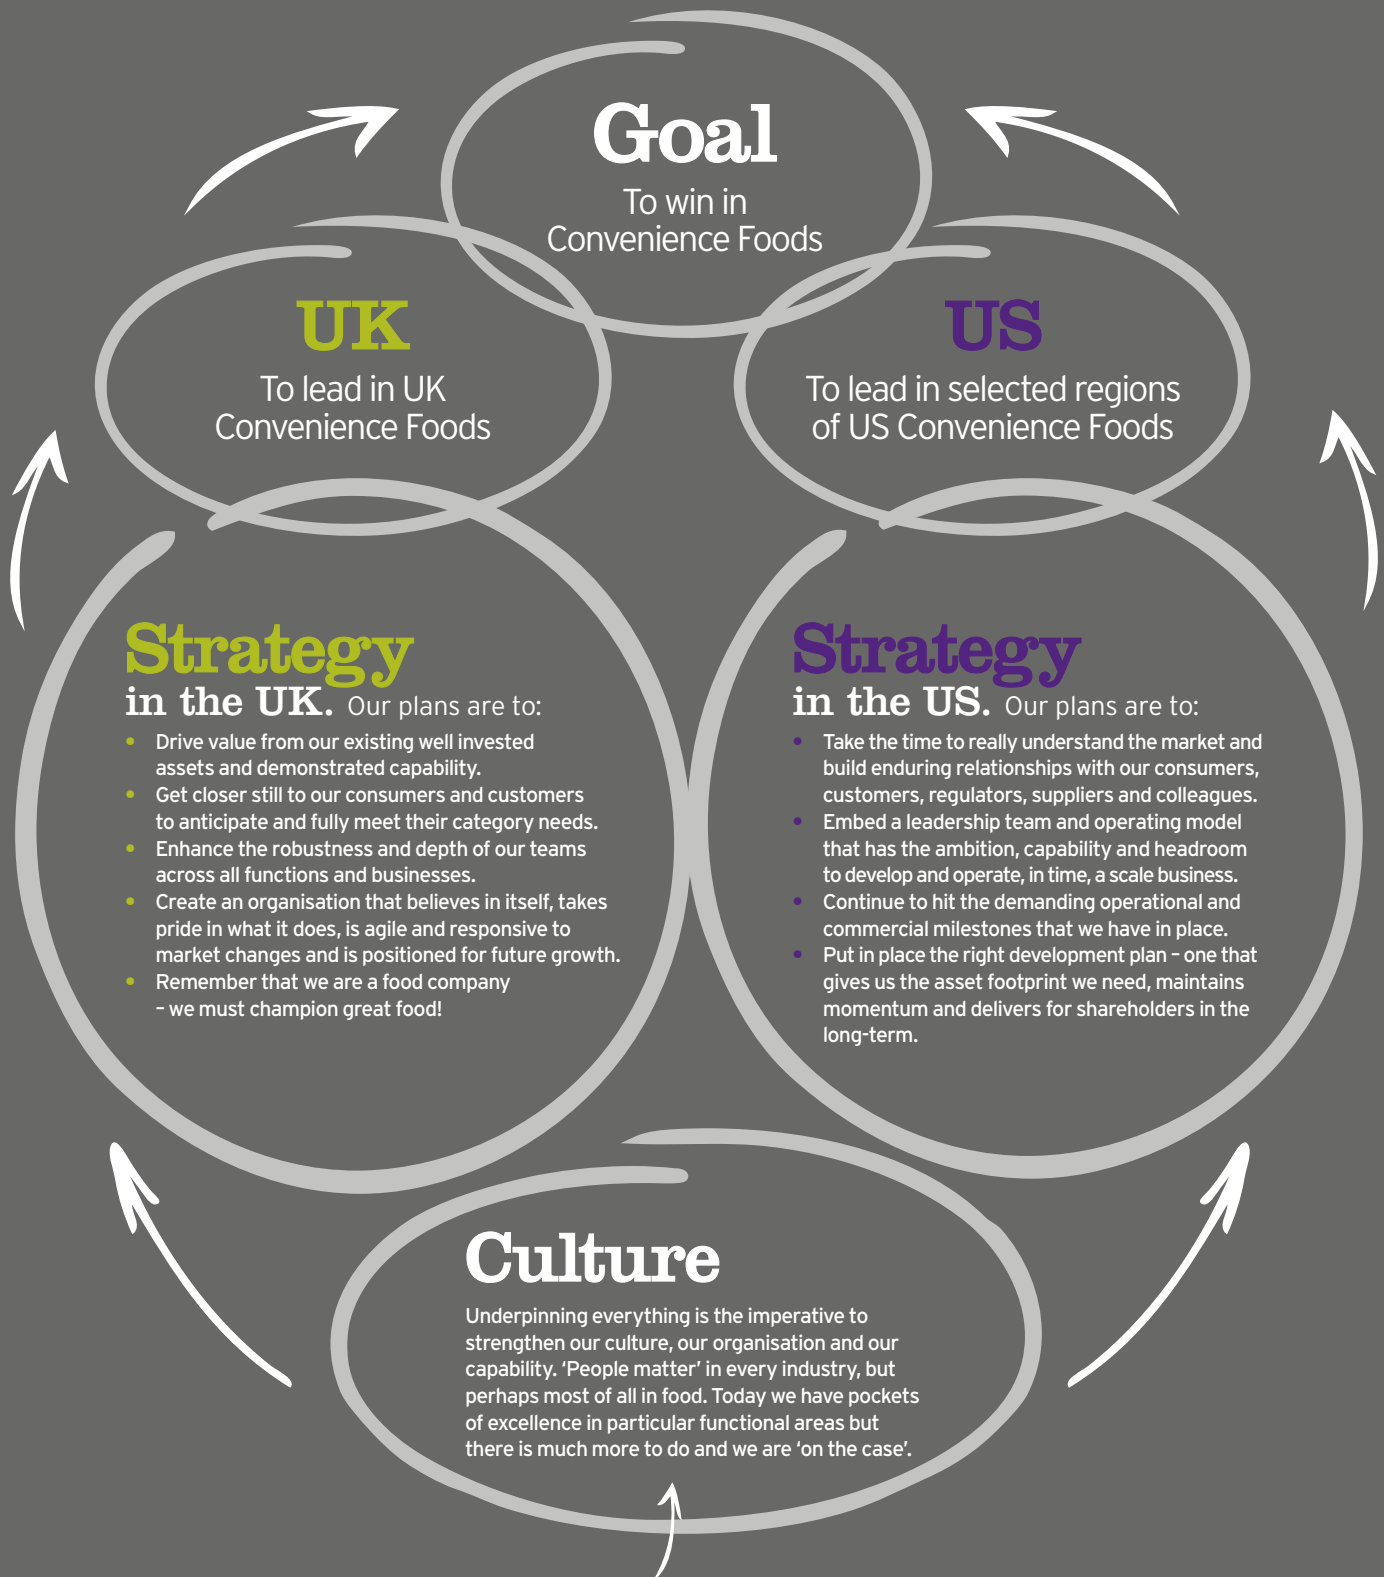 Goal
To win in
Convenience Foods
UK
To lead in UK
Convenience Foods
US
To lead in selected regions
of US Convenience Foods
Strategy
in the UK. Our plans are to:
• Drive value from our existing well invested
assets and demonstrated capability.
• Get closer still to our consumers and customers
to anticipate and fully meet their category needs.
• Enhance the robustness and depth of our teams
across all functions and businesses.
• Create an organisation that believes in itself, takes
pride in what it does, is agile and responsive to
market changes and is positioned for future growth.
• Remember that we are a food company
– we must champion great food!
Strategy
in the US. Our plans are to:
• Take the time to really understand the market and
build enduring relationships with our consumers,
customers, regulators, suppliers and colleagues.
• Embed a leadership team and operating model
that has the ambition, capability and headroom
to develop and operate, in time, a scale business.
• Continue to hit the demanding operational and
commercial milestones that we have in place.
• Put in place the right development plan – one that
gives us the asset footprint we need, maintains
momentum and delivers for shareholders in the
long-term.
Culture
Underpinning everything is the imperative to
strengthen our culture, our organisation and our
capability. ‘People matter’ in every industry, but
perhaps most of all in food. Today we have pockets
of excellence in particular functional areas but
there is much more to do and we are ‘on the case’.